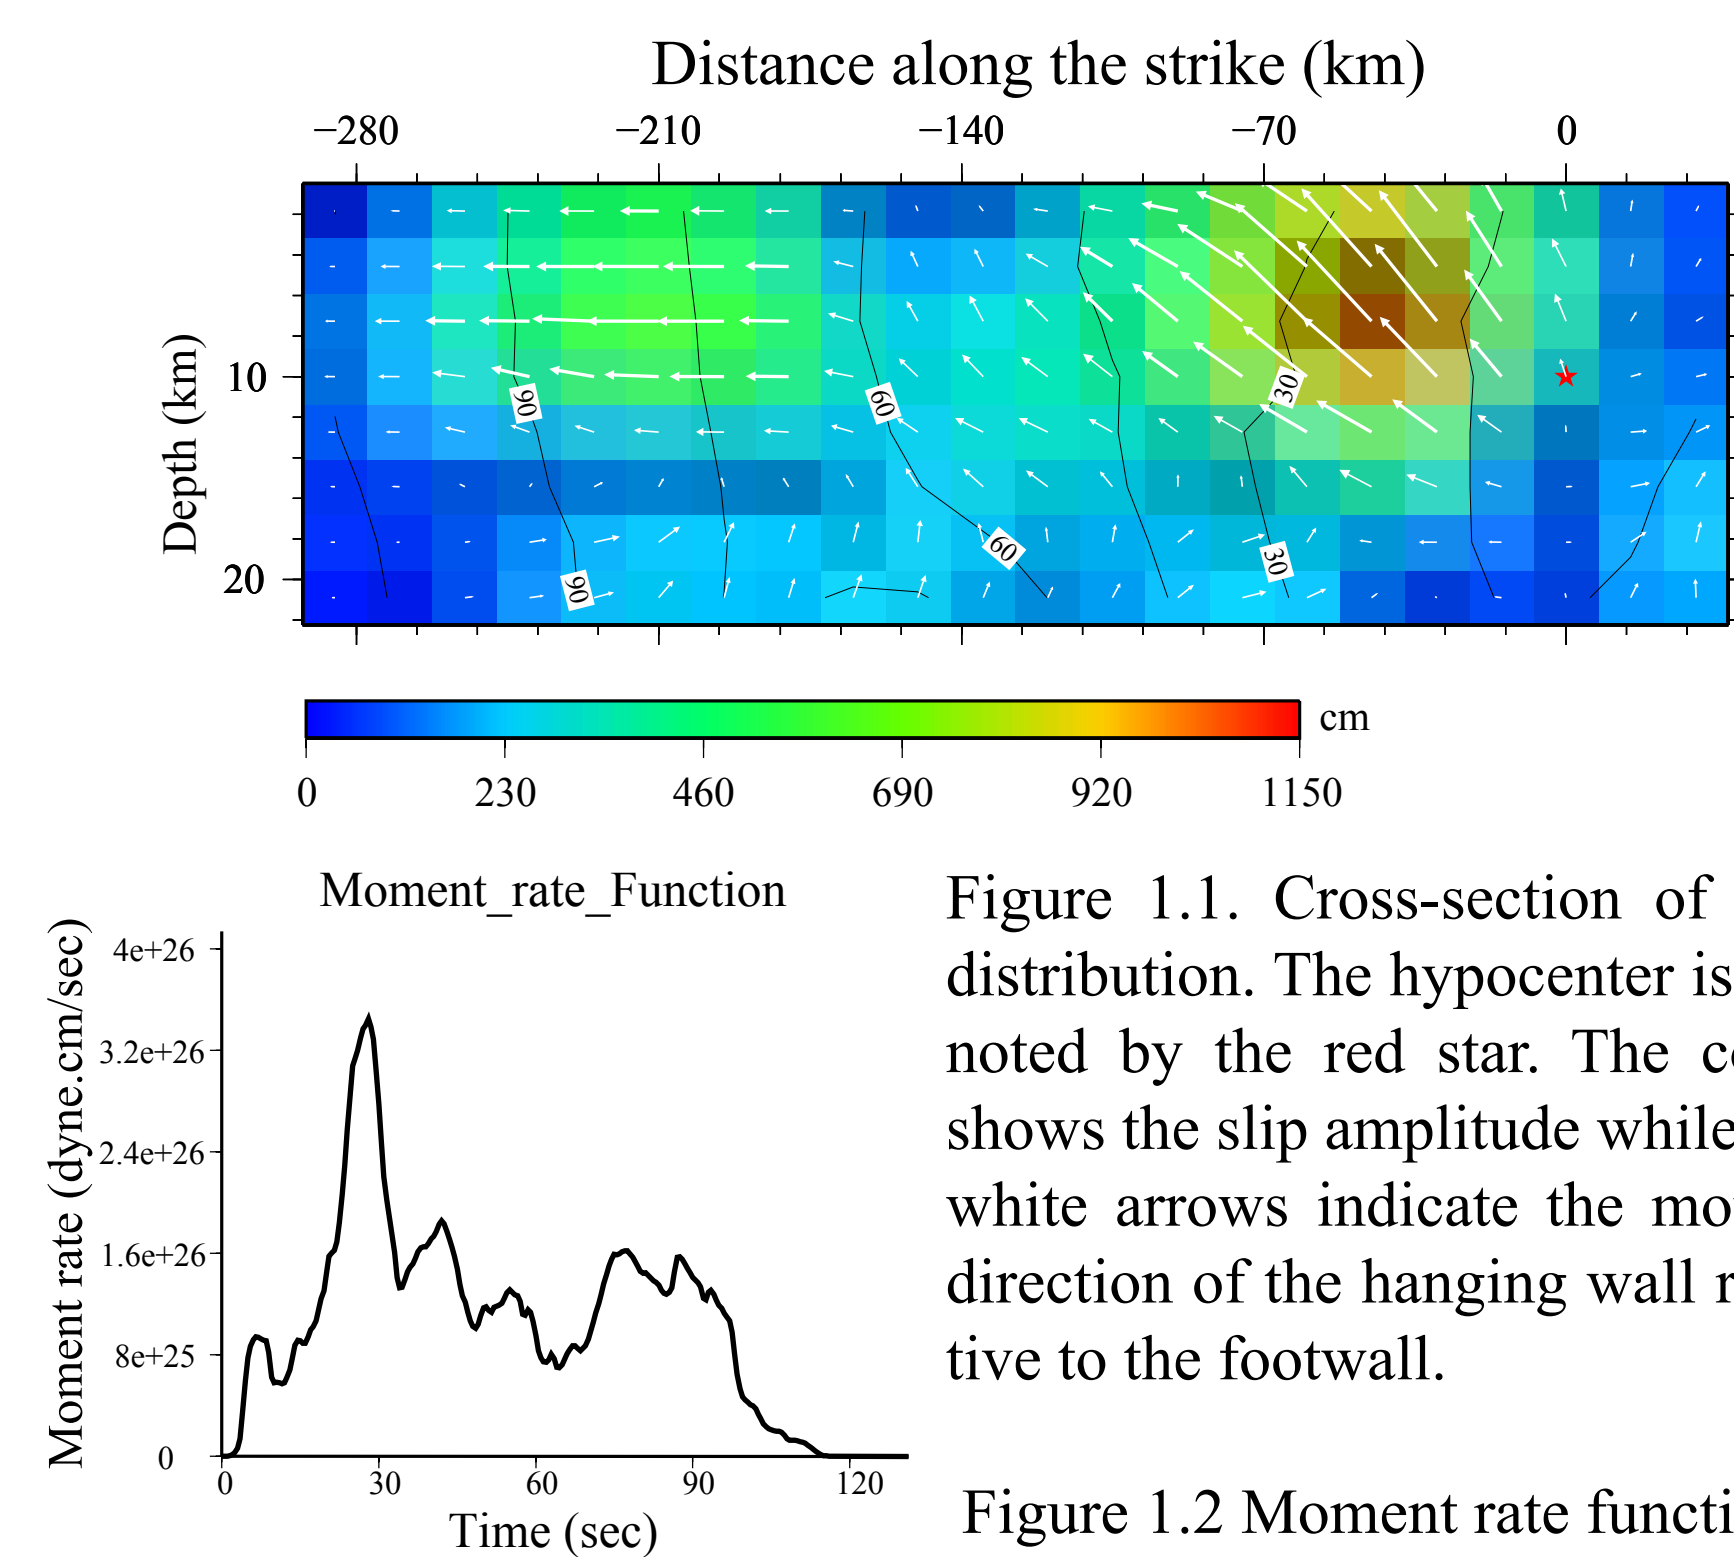 Distance along the strike (km)
−280 −210 −140 −70 0
Depth (km)
10
20
90
60
30
60
30
90
cm
0 230 460 690 920 1150
Moment_rate_Function
Moment rate (dyne.cm/sec)
4e+26
3.2e+26
2.4e+26
1.6e+26
8e+25
0
0 30 60 90 120
Time (sec)
Figure 1.1. Cross-section of
distribution. The hypocenter is
noted by the red star. The
shows the slip amplitude while
white arrows indicate the
direction of the hanging wall
tive to the footwall.
Figure 1.2 Moment rate